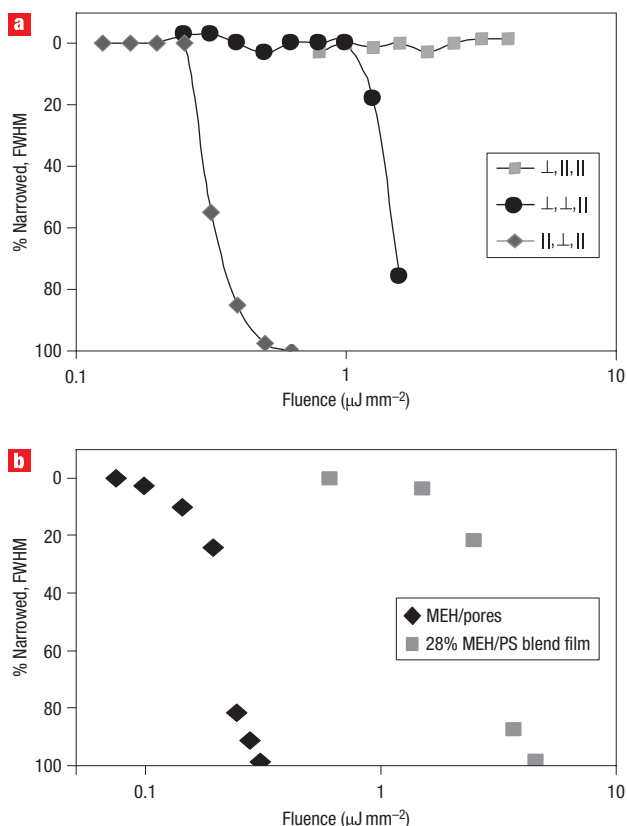 a
0
20
40
60
80
100
% Narrowed, FWHM
⊥,||,||
⊥,⊥,||
||,⊥,||
0.1
1
10
Fluence (μJ mm⁻²)
b
0
20
40
60
80
100
% Narrowed, FWHM
MEH/pores
28% MEH/PS blend film
0.1
1
10
Fluence (μJ mm⁻²)